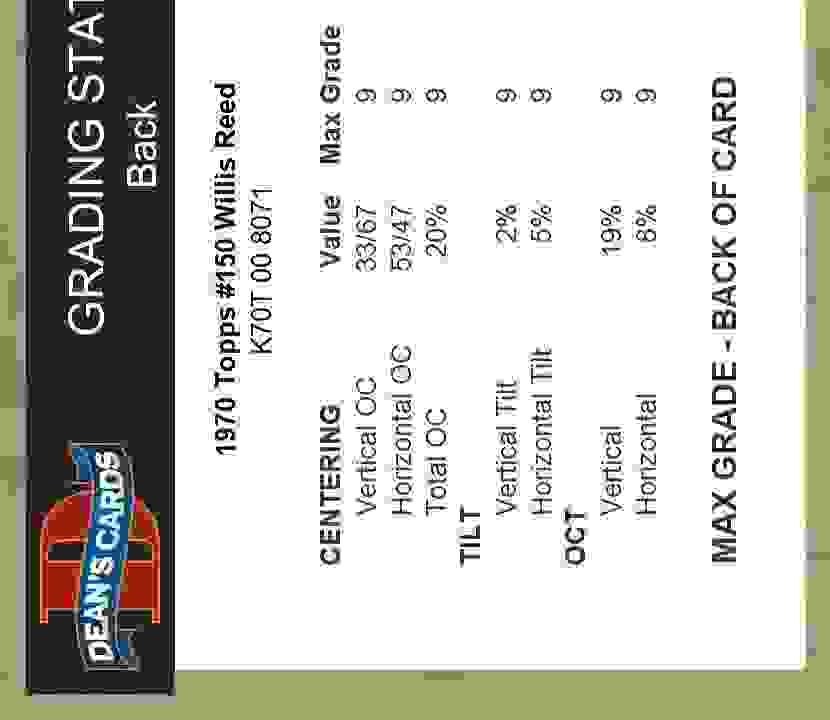 DEAN'S CARDS
GRADING STAT
Back
1970 Topps #150 Willis Reed
K70T 00 8071
CENTERING Value Max Grade
Vertical OC 33/67 9
Horizontal OC 53/47 9
Total OC 20% 9
TILT
Vertical Tilt 2% 9
Horizontal Tilt 5% 9
OCT
Vertical 19% 9
Horizontal 6% 9
MAX GRADE - BACK OF CARD